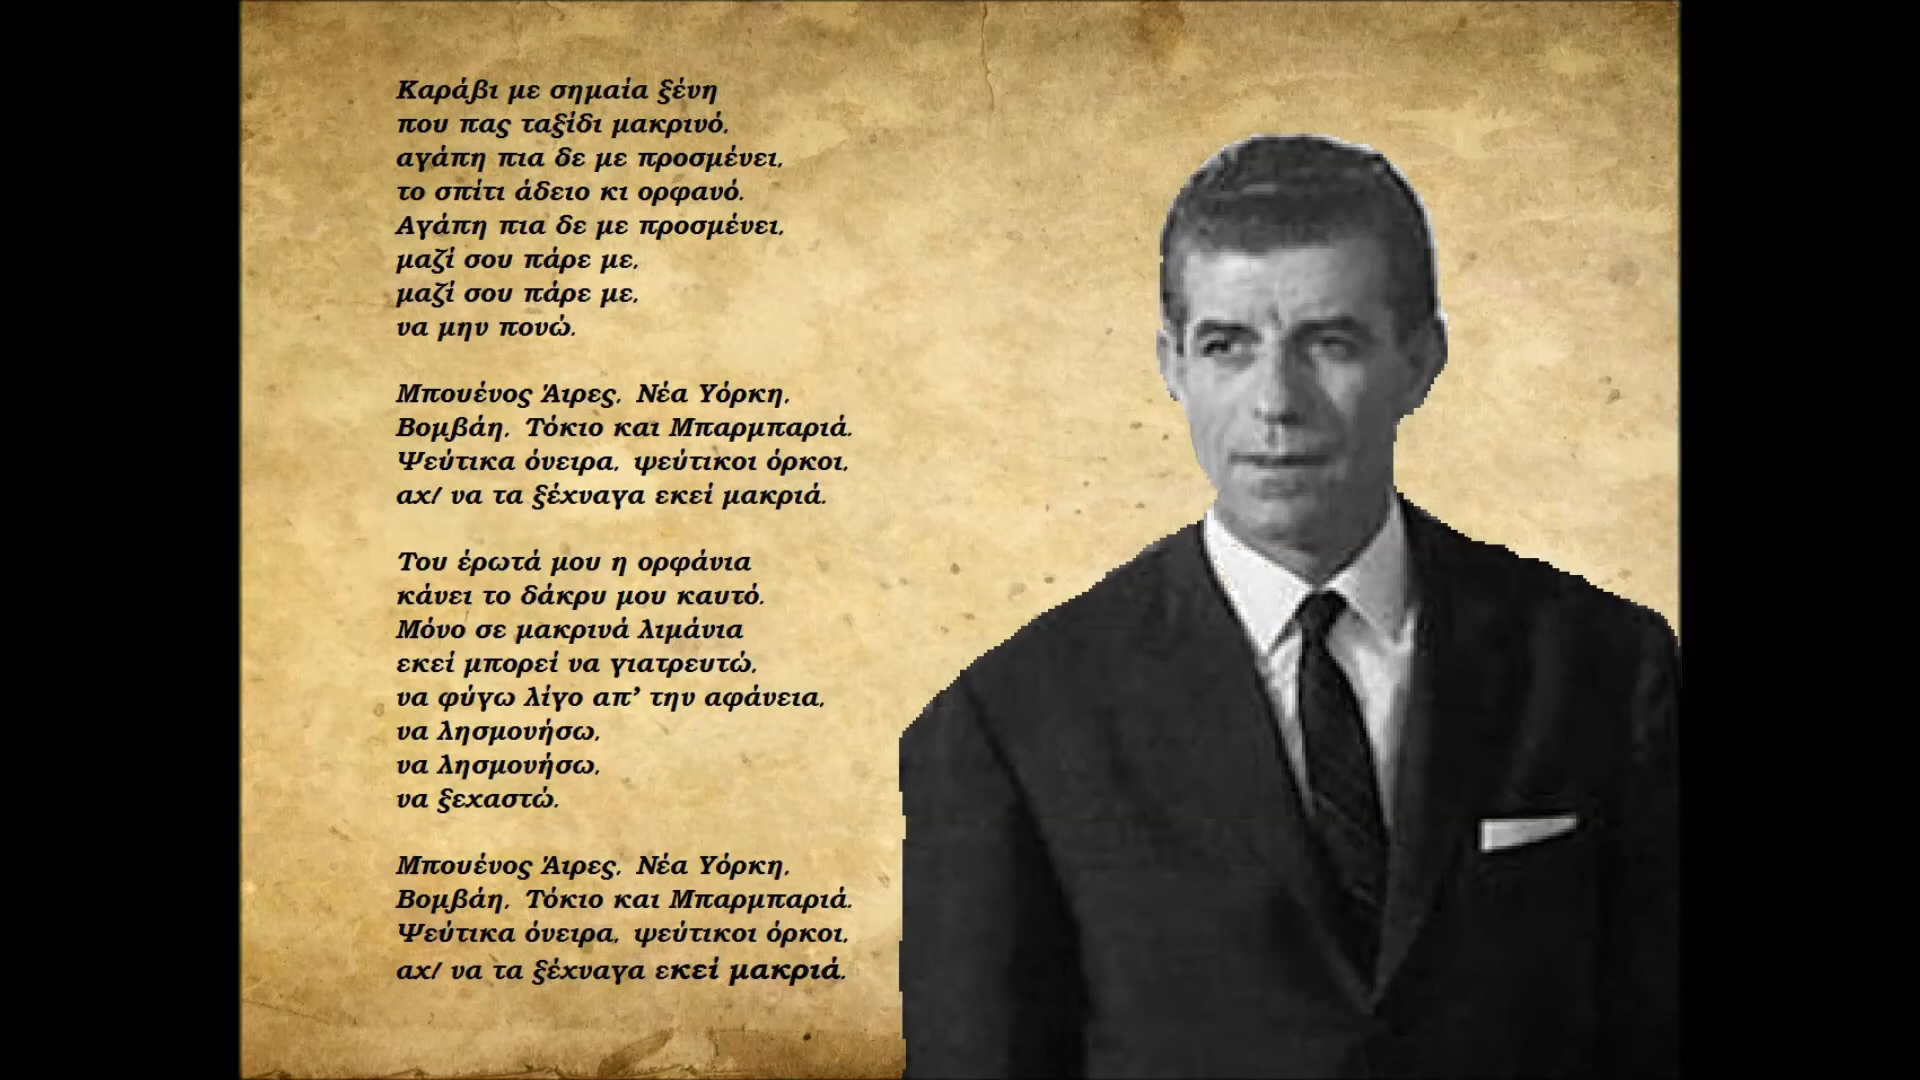 Καράβι με σημαία ξένη
που πας ταξίδι μακρινό,
αγάπη πια δε με προσμένει,
το σπίτι άδειο κι ορφανό.
Αγάπη πια δε με προσμένει,
μαζί σου πάρε με,
μαζί σου πάρε με,
να μην πονώ.
Μπουένος Άιρες, Νέα Υόρκη,
Βομβάη, Τόκιο και Μπαρμπαριά.
Ψεύτικα όνειρα, ψεύτικοι όρκοι,
αχ/ να τα ξέχναγα εκεί μακριά.
Του έρωτά μου η ορφάνια
κάνει το δάκρυ μου καυτό.
Μόνο σε μακρινά λιμάνια
εκεί μπορεί να γιατρευτώ,
να φύγω λίγο απ' την αφάνεια,
να λησμονήσω,
να λησμονήσω,
να ξεχαστώ.
Μπουένος Άιρες, Νέα Υόρκη,
Βομβάη, Τόκιο και Μπαρμπαριά.
Ψεύτικα όνειρα, ψεύτικοι όρκοι,
αχ/ να τα ξέχναγα εκεί μακριά.